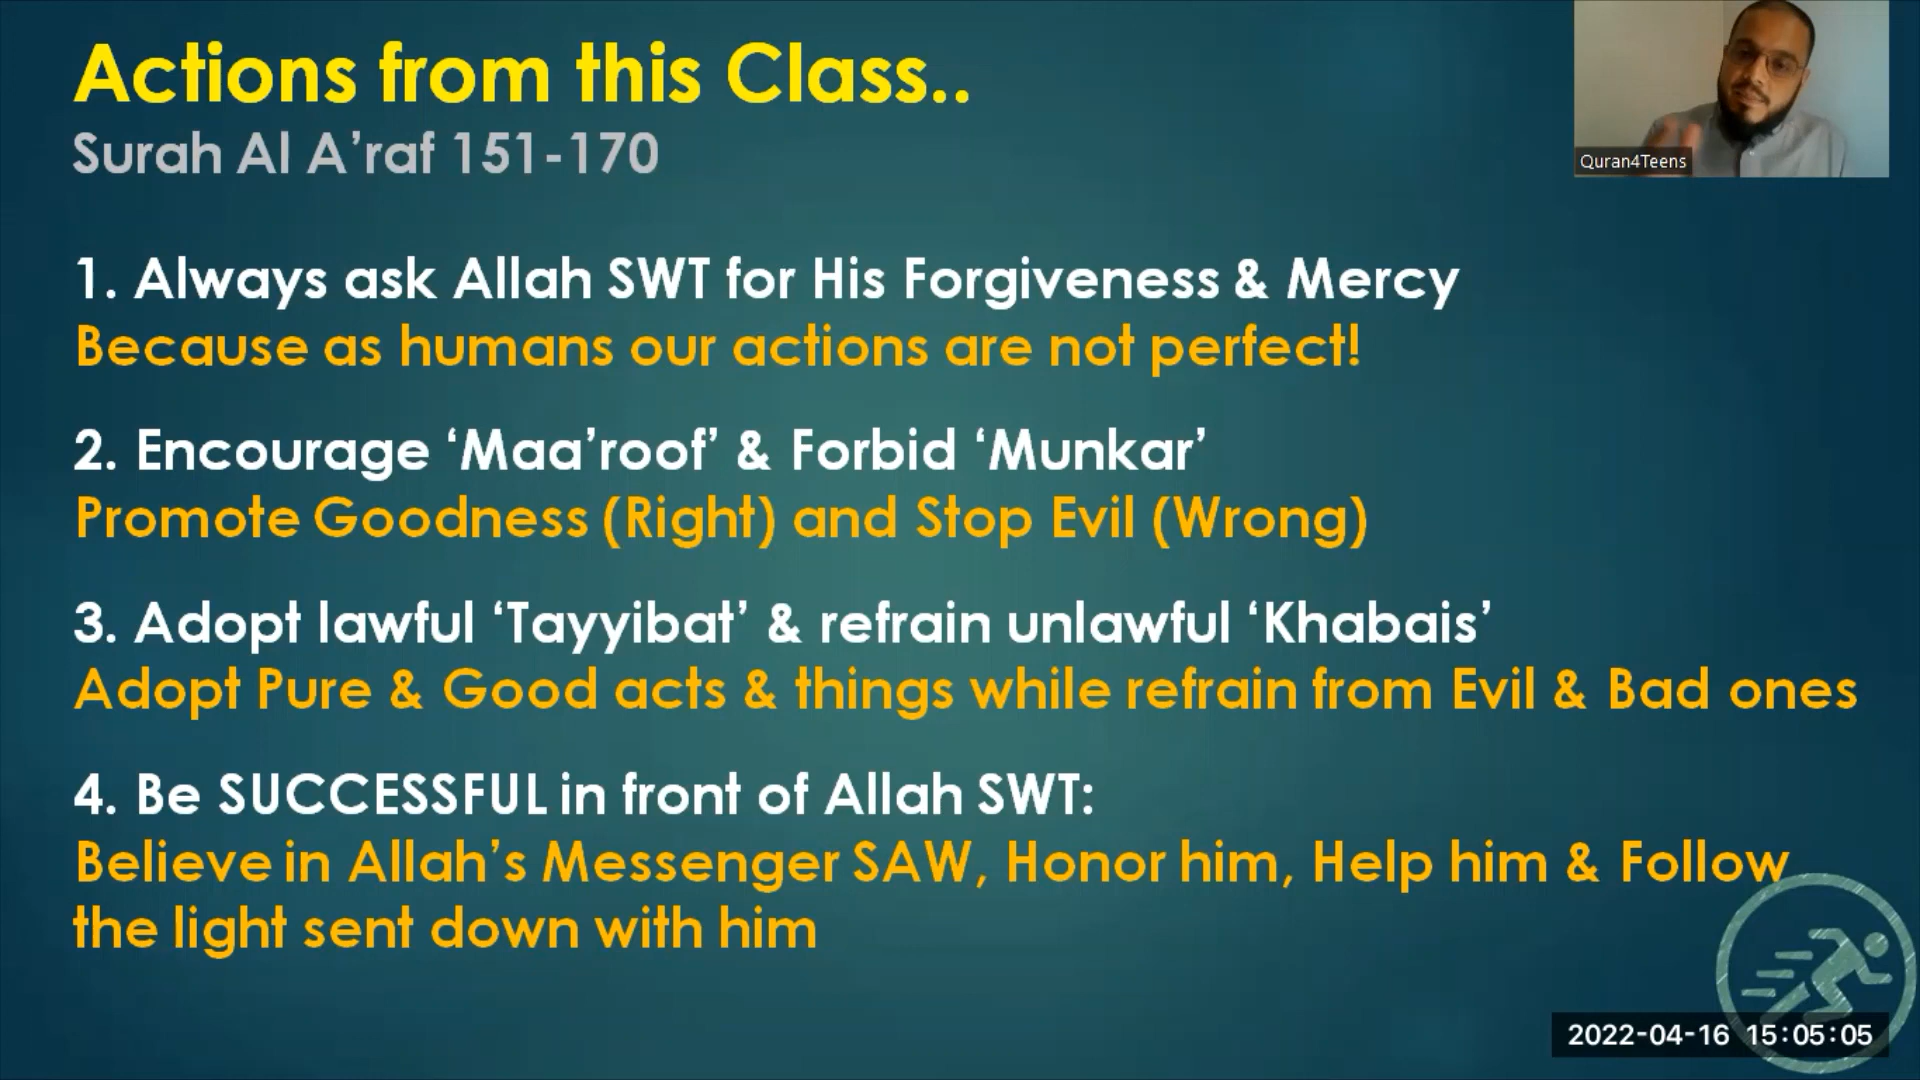 Actions from this Class..
Surah Al A’raf 151-170
Quran4Teens
1. Always ask Allah SWT for His Forgiveness & Mercy
Because as humans our actions are not perfect!
2. Encourage ‘Maa’roof’ & Forbid ‘Munkar’
Promote Goodness (Right) and Stop Evil (Wrong)
3. Adopt lawful ‘Tayyibat’ & refrain unlawful ‘Khabais’
Adopt Pure & Good acts & things while refrain from Evil & Bad ones
4. Be SUCCESSFUL in front of Allah SWT:
Believe in Allah’s Messenger SAW, Honor him, Help him & Follow
the light sent down with him
2022-04-16 15:05:05